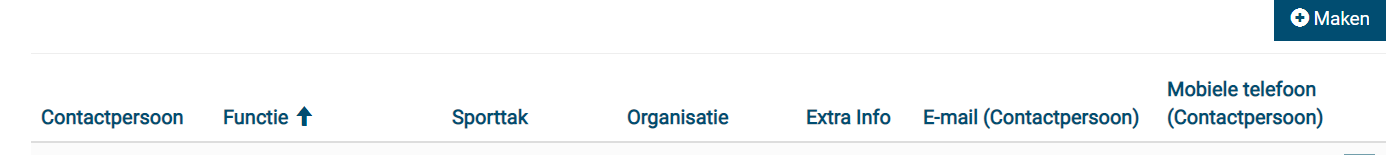 Maken
Mobiele telefoon
Contactpersoon Functie Sporttak Organisatie Extra Info E-mail (Contactpersoon) (Contactpersoon)